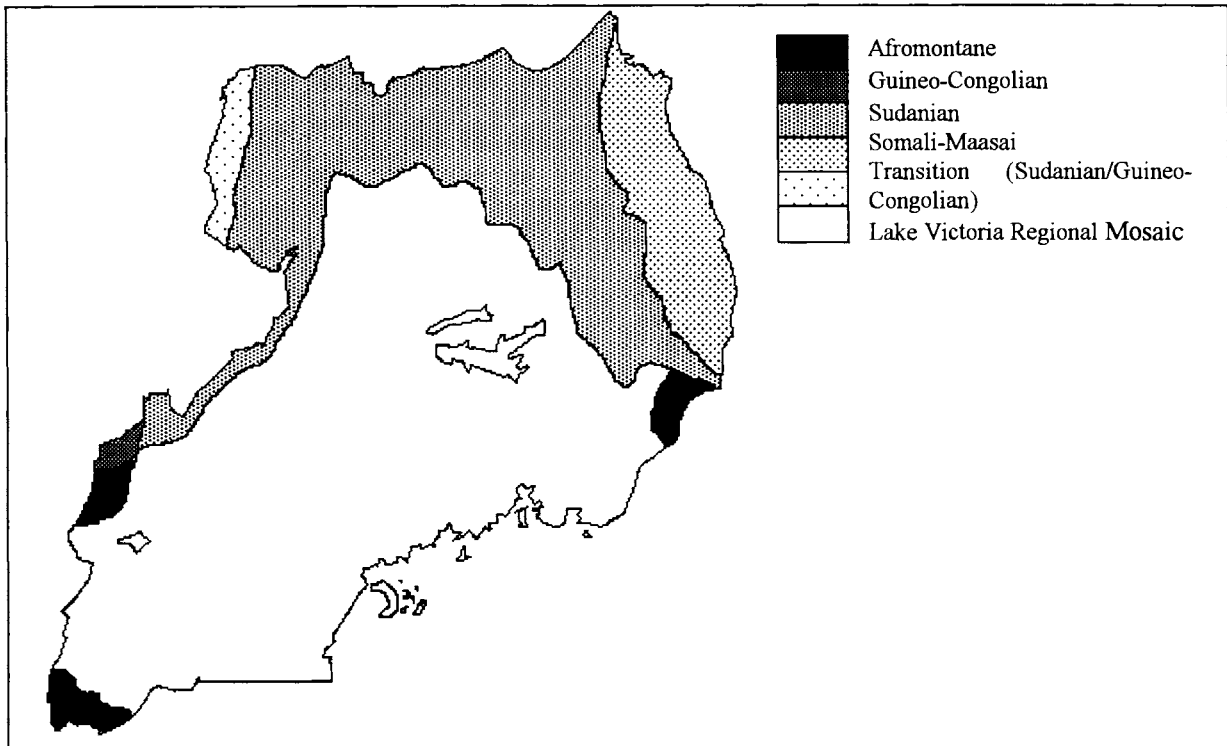 Afromontane
Guineo-Congolian
Sudanian
Somali-Maasai
Transition (Sudanian/Guineo-
Congolian)
Lake Victoria Regional Mosaic